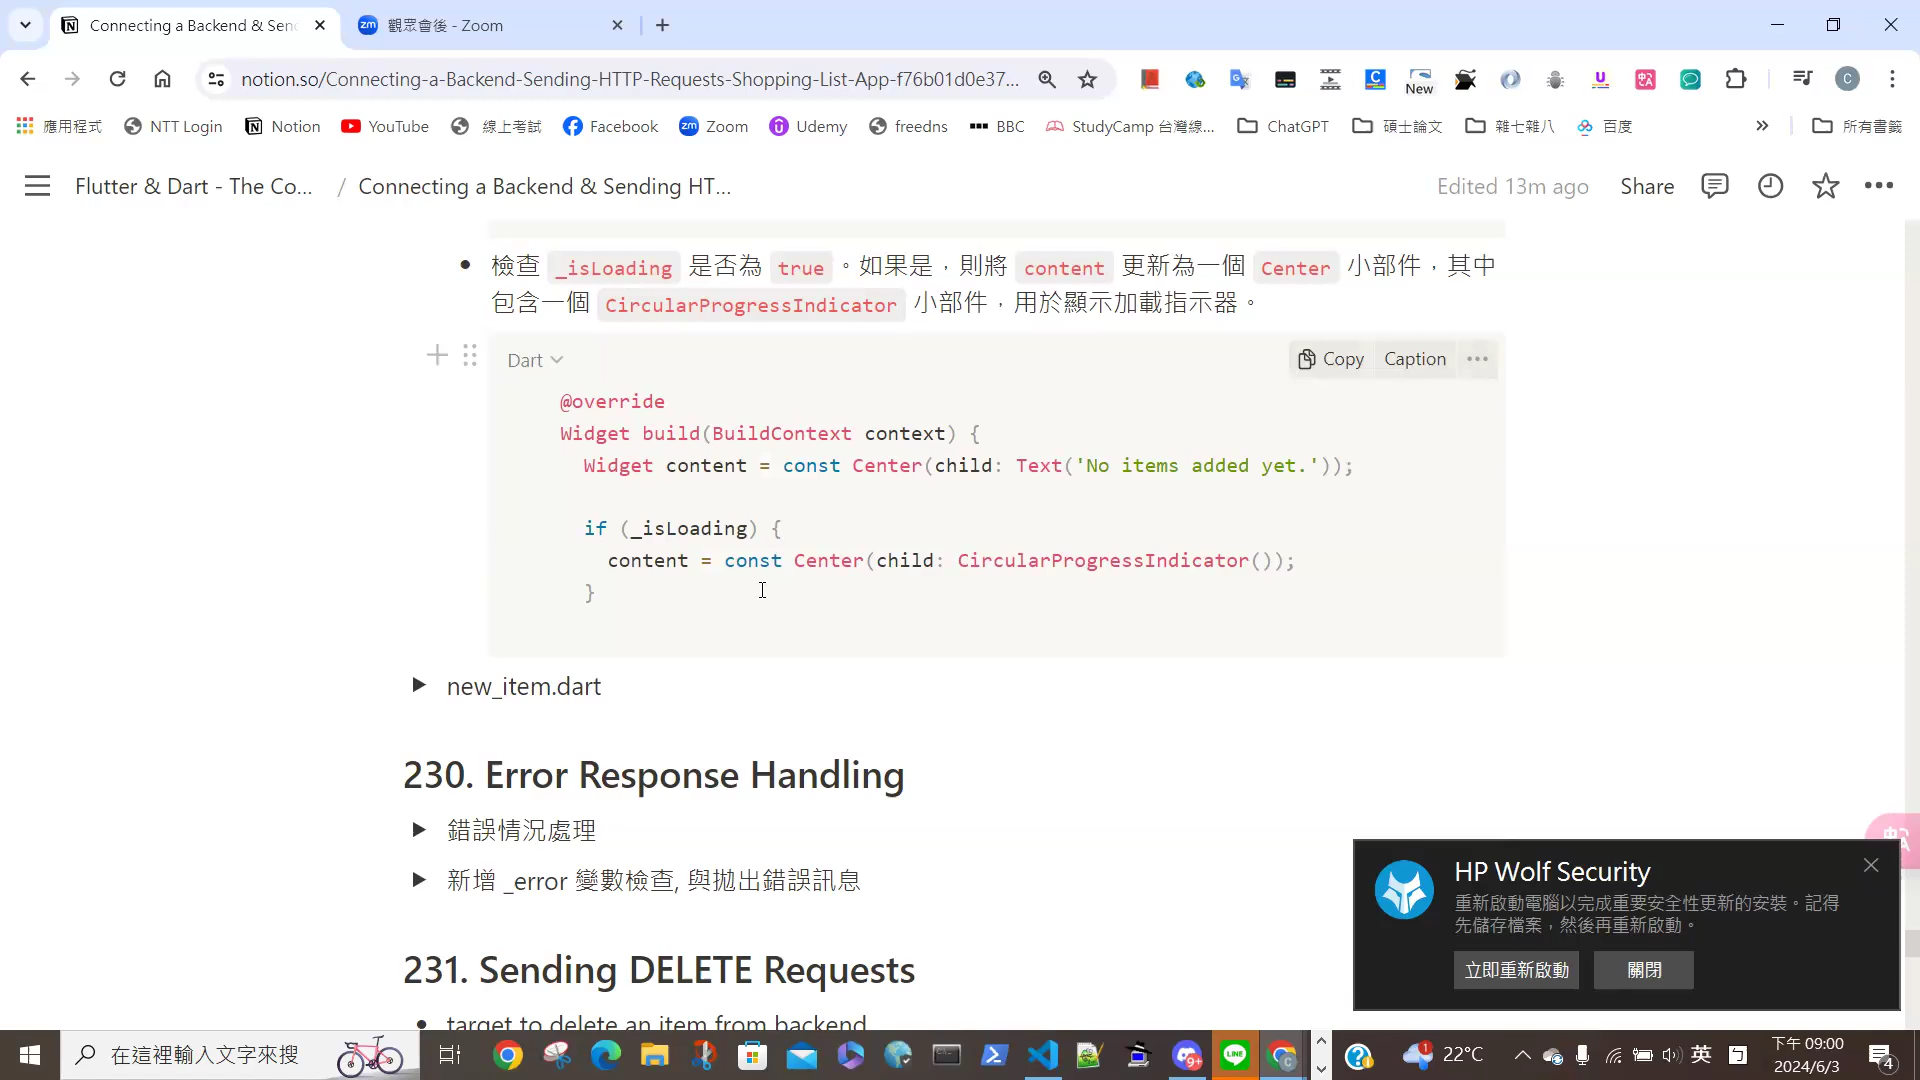 Connecting a Backend & Senc
觀眾會後 - Zoom
notion.so/Connecting-a-Backend-Sending-HTTP-Requests-Shopping-List-App-f76b01d0e37...
New
C
應用程式
NTT Login
Notion
YouTube
線上考試
Facebook
Zoom
Udemy
freedns
BBC
StudyCamp 台灣線...
ChatGPT
碩士論文
雜七雜八
百度
所有書籤
Flutter & Dart - The Co... / Connecting a Backend & Sending HT...
Edited 13m ago
Share
檢查 _isLoading 是否為 true 。如果是，則將 content 更新為一個 Center 小部件，其中
包含一個 CircularProgressIndicator 小部件，用於顯示加載指示器。
Dart
Copy
Caption
@override
Widget build(BuildContext context) {
Widget content = const Center(child: Text('No items added yet.'));
if (_isLoading) {
content = const Center(child: CircularProgressIndicator());
}
new_item.dart
230. Error Response Handling
錯誤情況處理
新增 _error 變數檢查, 與拋出錯誤訊息
231. Sending DELETE Requests
target to delete an item from backend
HP Wolf Security
重新啟動電腦以完成重要安全性更新的安裝。記得
先儲存檔案，然後再重新啟動。
立即重新啟動
關閉
在這裡輸入文字來搜
22°C
英
下午 09:00
2024/6/3
4